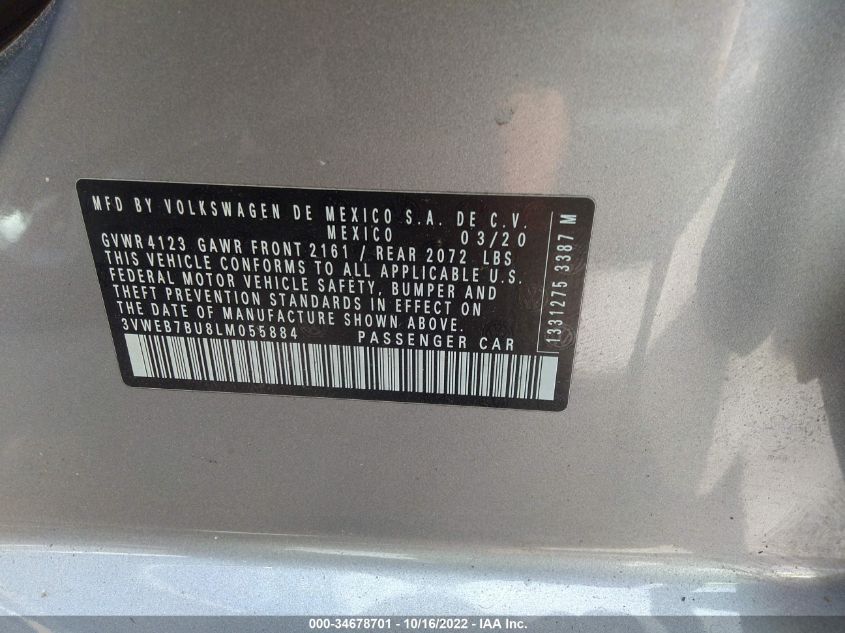 MFD BY VOLKSWAGEN DE MEXICO S.A. DE C.V.
MEXICO 03/20
GVWR 4123 GAWR FRONT 2161 / REAR 2072 LBS
THIS VEHICLE CONFORMS TO ALL APPLICABLE U.S.
FEDERAL MOTOR VEHICLE SAFETY, BUMPER AND
THEFT PREVENTION STANDARDS IN EFFECT ON
THE DATE OF MANUFACTURE SHOWN ABOVE.
3VWEB7BU8LM055884 PASSENGER CAR
1331275 3387 M
000-34678701 - 10/16/2022 - IAA Inc.